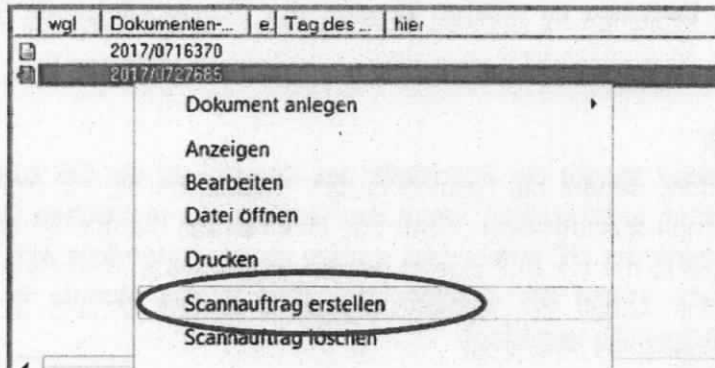 wgl Dokumenten-... e. Tag des ... hier
2017/0716370
2017/0727685
Dokument anlegen
Anzeigen
Bearbeiten
Datei öffnen
Drucken
Scannauftrag erstellen
Scannauftrag löschen